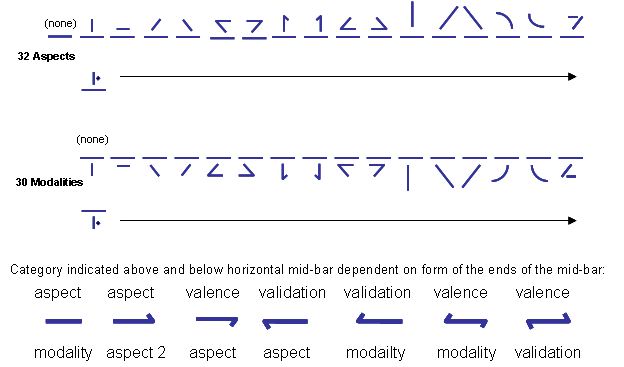 (none)
32 Aspects
(none)
30 Modalities
Category indicated above and below horizontal mid-bar dependent on form of the ends of the mid-bar:
aspect aspect valence validation validation valence valence
modality aspect 2 aspect aspect modailty modality validation